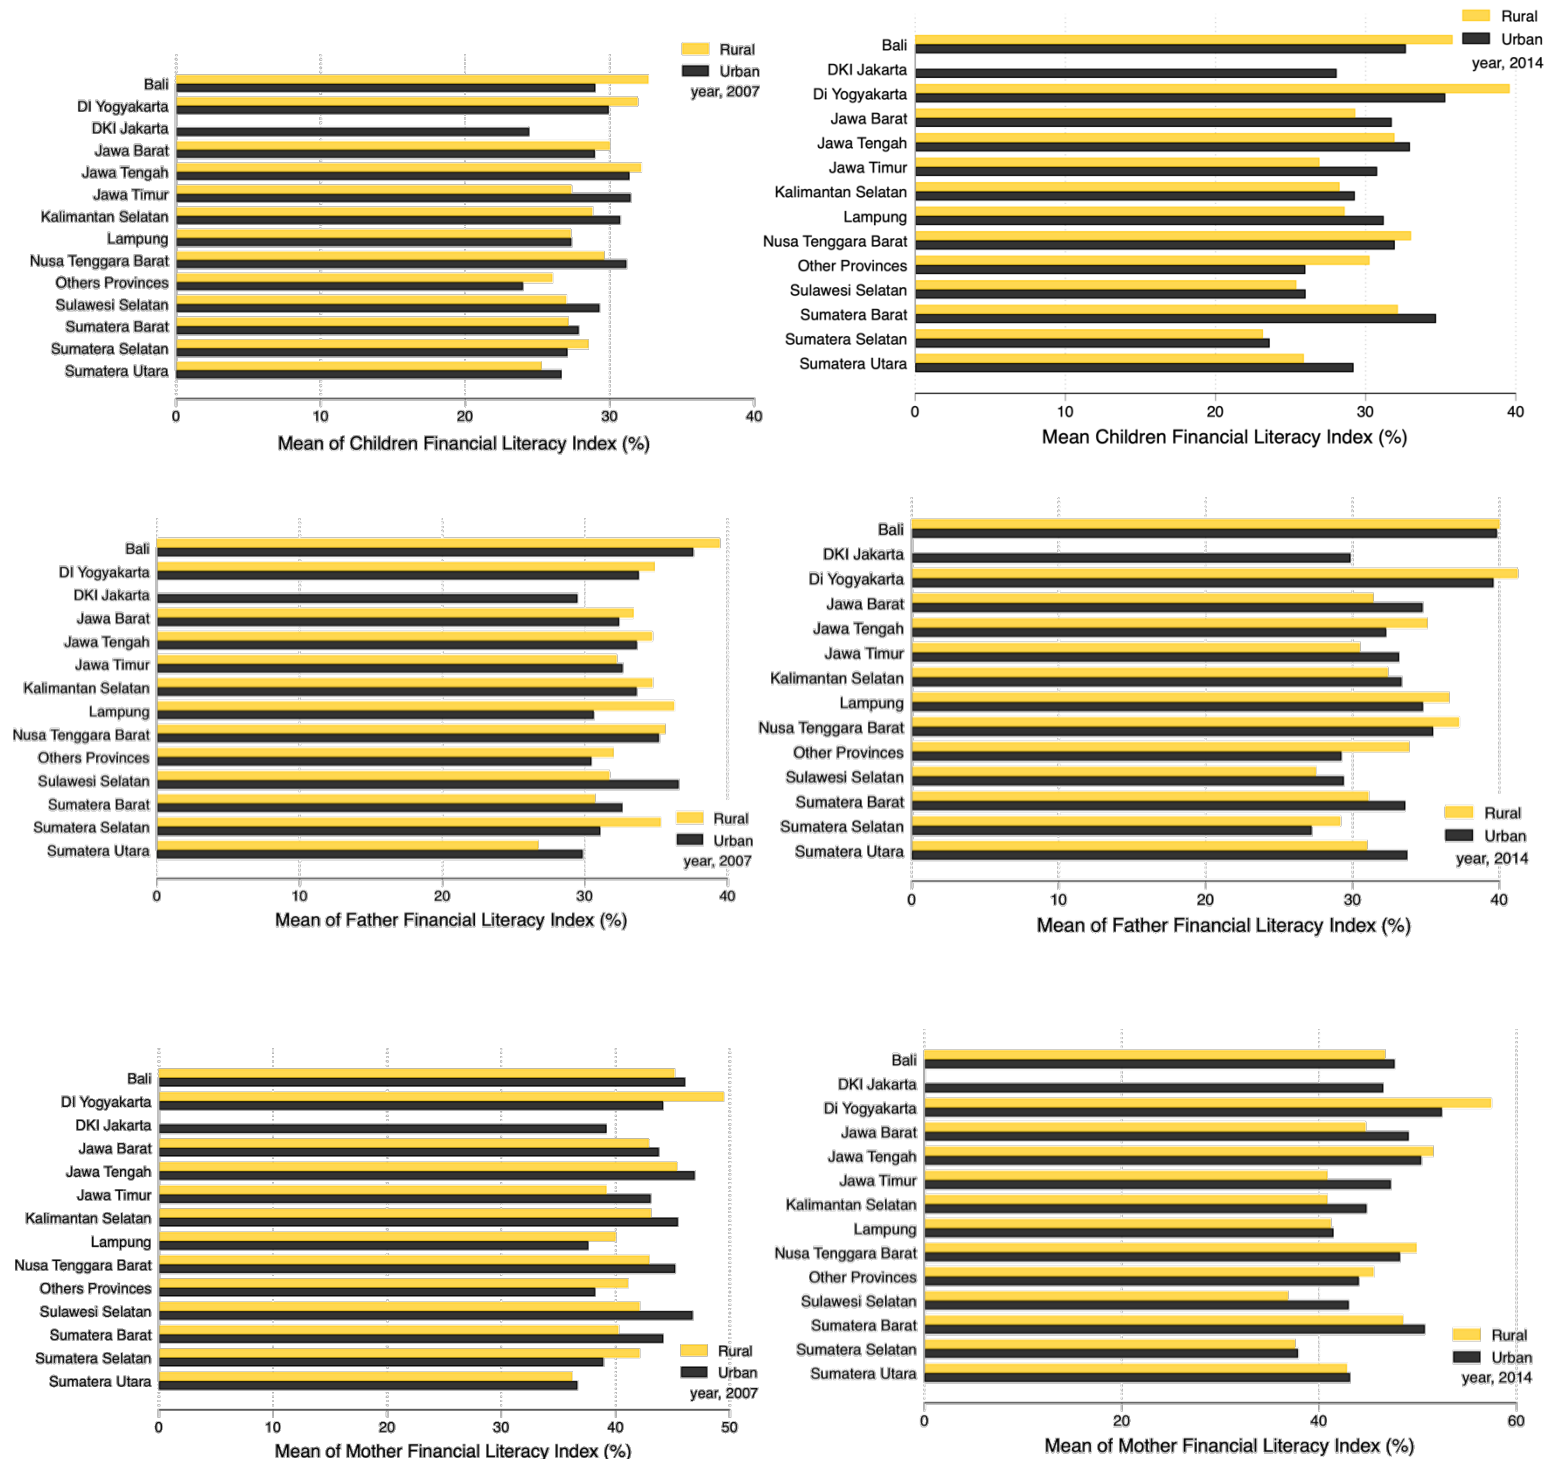 Rural
Urban
year, 2007
Bali
DI Yogyakarta
DKI Jakarta
Jawa Barat
Jawa Tengah
Jawa Timur
Kalimantan Selatan
Lampung
Nusa Tenggara Barat
Others Provinces
Sulawesi Selatan
Sumatera Barat
Sumatera Selatan
Sumatera Utara
0 10 20 30 40
Mean of Children Financial Literacy Index (%)
Rural
Urban
year, 2014
Bali
DKI Jakarta
Di Yogyakarta
Jawa Barat
Jawa Tengah
Jawa Timur
Kalimantan Selatan
Lampung
Nusa Tenggara Barat
Other Provinces
Sulawesi Selatan
Sumatera Barat
Sumatera Selatan
Sumatera Utara
0 10 20 30 40
Mean Children Financial Literacy Index (%)
Bali
DI Yogyakarta
DKI Jakarta
Jawa Barat
Jawa Tengah
Jawa Timur
Kalimantan Selatan
Lampung
Nusa Tenggara Barat
Others Provinces
Sulawesi Selatan
Sumatera Barat
Sumatera Selatan
Sumatera Utara
Rural
Urban
year, 2007
0 10 20 30 40
Mean of Father Financial Literacy Index (%)
Bali
DKI Jakarta
Di Yogyakarta
Jawa Barat
Jawa Tengah
Jawa Timur
Kalimantan Selatan
Lampung
Nusa Tenggara Barat
Other Provinces
Sulawesi Selatan
Sumatera Barat
Sumatera Selatan
Sumatera Utara
Rural
Urban
year, 2014
0 10 20 30 40
Mean of Father Financial Literacy Index (%)
Bali
DI Yogyakarta
DKI Jakarta
Jawa Barat
Jawa Tengah
Jawa Timur
Kalimantan Selatan
Lampung
Nusa Tenggara Barat
Others Provinces
Sulawesi Selatan
Sumatera Barat
Sumatera Selatan
Sumatera Utara
Rural
Urban
year, 2007
0 10 20 30 40 50
Mean of Mother Financial Literacy Index (%)
Bali
DKI Jakarta
Di Yogyakarta
Jawa Barat
Jawa Tengah
Jawa Timur
Kalimantan Selatan
Lampung
Nusa Tenggara Barat
Other Provinces
Sulawesi Selatan
Sumatera Barat
Sumatera Selatan
Sumatera Utara
Rural
Urban
year, 2014
0 20 40 60
Mean of Mother Financial Literacy Index (%)